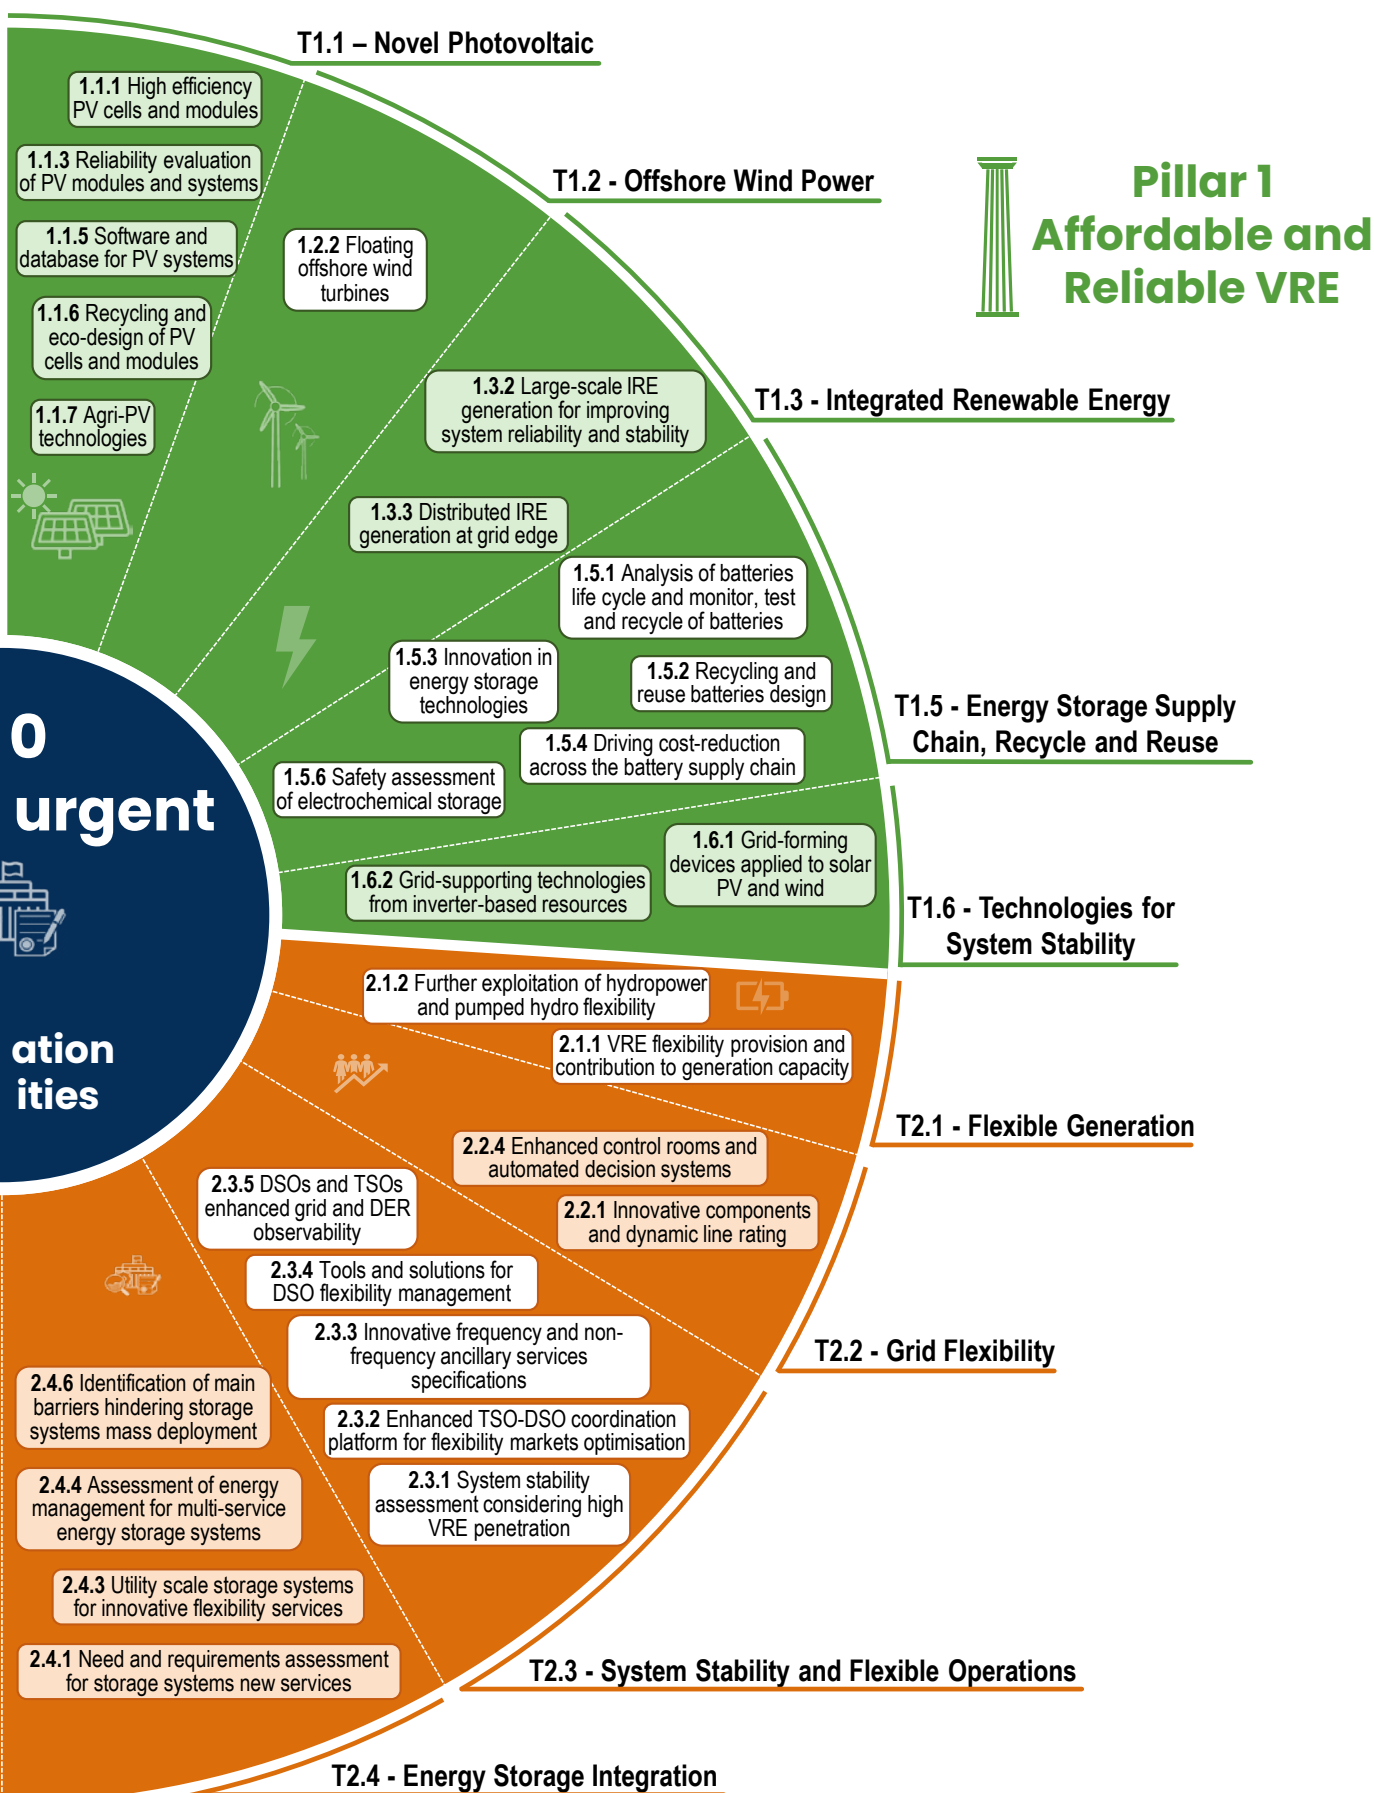 T1.1 – Novel Photovoltaic
1.1.1 High efficiency
PV cells and modules
1.1.3 Reliability evaluation
of PV modules and systems
1.1.5 Software and
database for PV systems
1.1.6 Recycling and
eco-design of PV
cells and modules
1.1.7 Agri-PV
technologies
T1.2 - Offshore Wind Power
1.2.2 Floating
offshore wind
turbines
Pillar 1
Affordable and
Reliable VRE
T1.3 - Integrated Renewable Energy
1.3.2 Large-scale IRE
generation for improving
system reliability and stability
1.3.3 Distributed IRE
generation at grid edge
1.5.1 Analysis of batteries
life cycle and monitor, test
and recycle of batteries
1.5.3 Innovation in
energy storage
technologies
1.5.2 Recycling and
reuse batteries design
T1.5 - Energy Storage Supply
Chain, Recycle and Reuse
1.5.4 Driving cost-reduction
across the battery supply chain
1.5.6 Safety assessment
of electrochemical storage
0
urgent
ation
ities
1.6.1 Grid-forming
devices applied to solar
PV and wind
1.6.2 Grid-supporting technologies
from inverter-based resources
T1.6 - Technologies for
System Stability
2.1.2 Further exploitation of hydropower
and pumped hydro flexibility
2.1.1 VRE flexibility provision and
contribution to generation capacity
T2.1 - Flexible Generation
2.2.4 Enhanced control rooms and
automated decision systems
2.2.1 Innovative components
and dynamic line rating
T2.2 - Grid Flexibility
2.3.5 DSOs and TSOs
enhanced grid and DER
observability
2.3.4 Tools and solutions for
DSO flexibility management
2.3.3 Innovative frequency and non-
frequency ancillary services
specifications
2.3.2 Enhanced TSO-DSO coordination
platform for flexibility markets optimisation
2.3.1 System stability
assessment considering high
VRE penetration
T2.3 - System Stability and Flexible Operations
2.4.6 Identification of main
barriers hindering storage
systems mass deployment
2.4.4 Assessment of energy
management for multi-service
energy storage systems
2.4.3 Utility scale storage systems
for innovative flexibility services
2.4.1 Need and requirements assessment
for storage systems new services
T2.4 - Energy Storage Integration